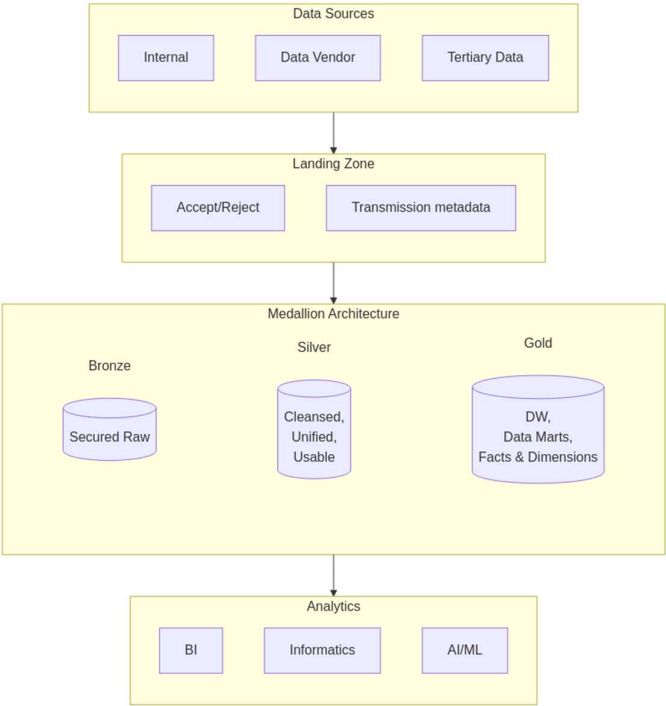 Data Sources
Internal
Data Vendor
Tertiary Data
Landing Zone
Accept/Reject
Transmission metadata
Medallion Architecture
Bronze
Secured Raw
Silver
Cleansed,
Unified,
Usable
Gold
DW,
Data Marts,
Facts & Dimensions
Analytics
BI
Informatics
AI/ML